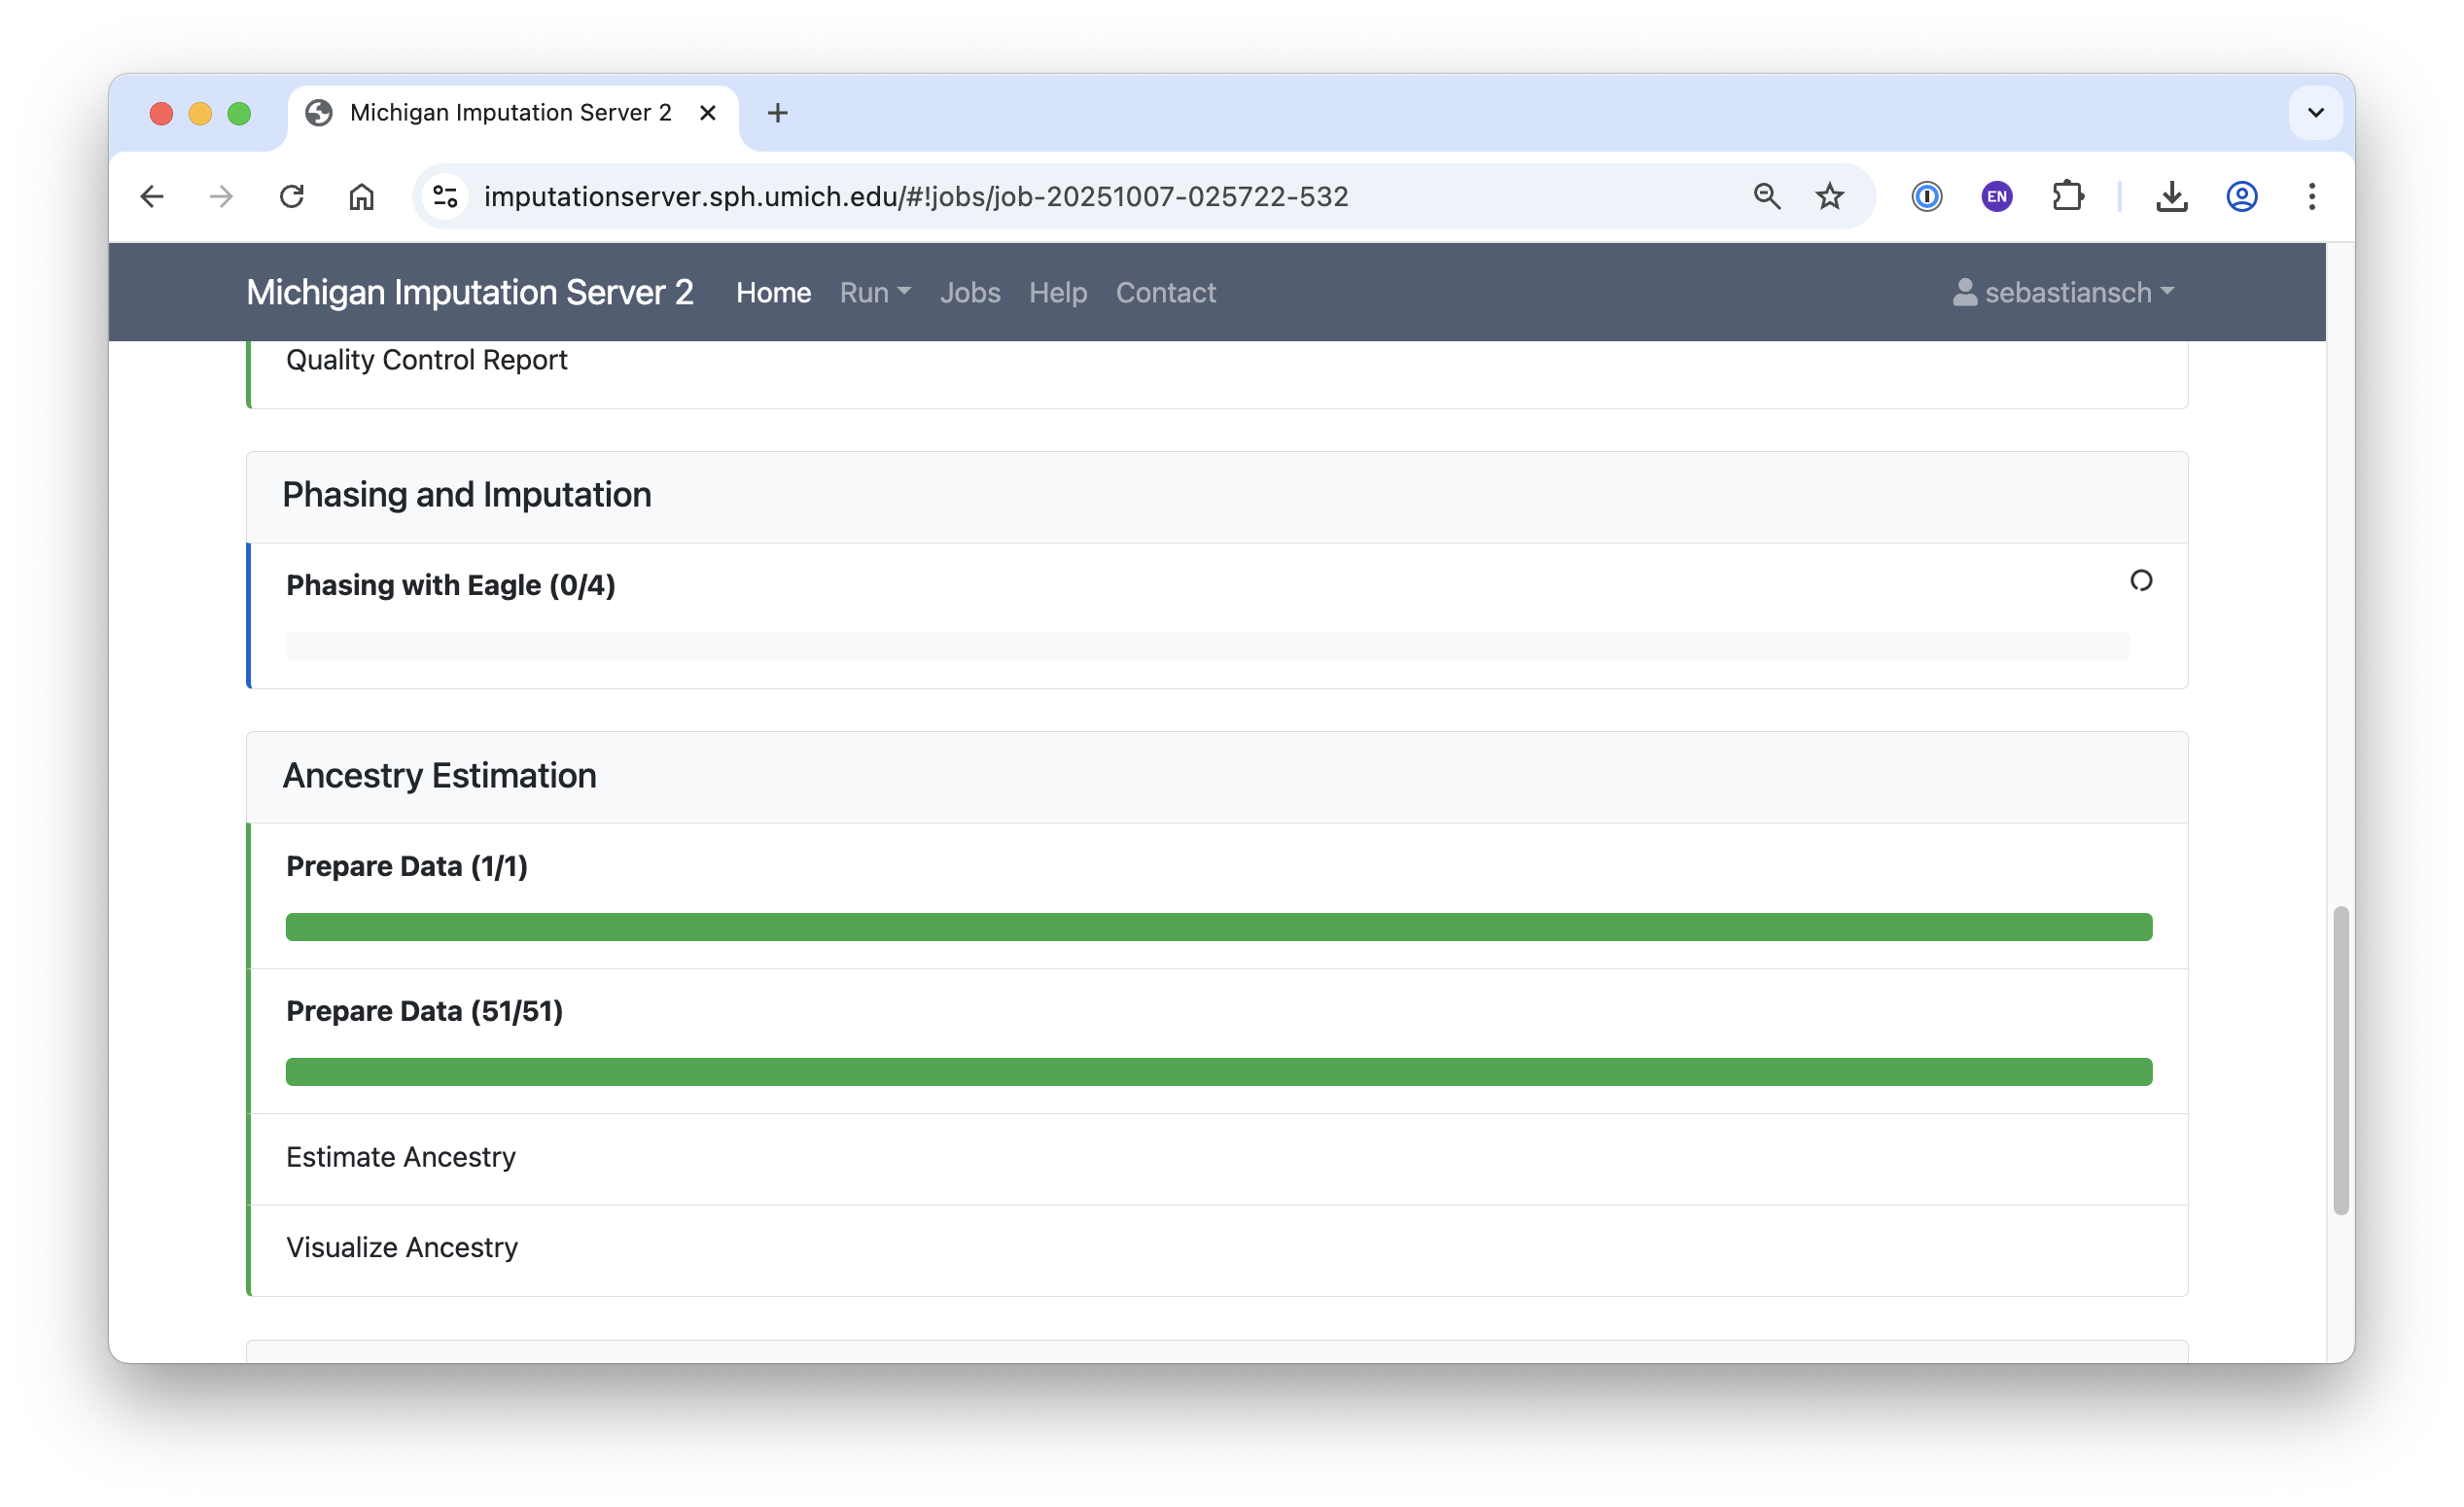 Michigan Imputation Server 2
imputationserver.sph.umich.edu/#!jobs/job-20251007-025722-532
EN
Michigan Imputation Server 2 Home Run Jobs Help Contact sebastiansch
Quality Control Report
Phasing and Imputation
Phasing with Eagle (0/4)
Ancestry Estimation
Prepare Data (1/1)
Prepare Data (51/51)
Estimate Ancestry
Visualize Ancestry